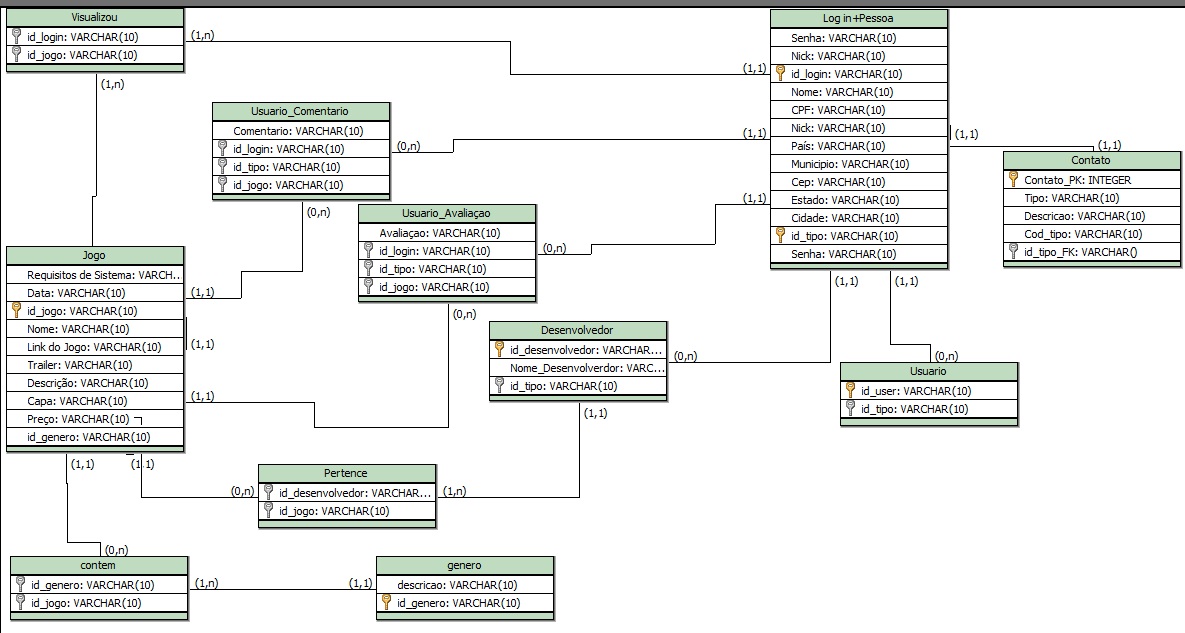 Visualizou
id_login: VARCHAR(10)
id_jogo: VARCHAR(10)
(1,n)
(1,n)
Log in+Pessoa
Senha: VARCHAR(10)
Nick: VARCHAR(10)
id_login: VARCHAR(10)
Nome: VARCHAR(10)
CPF: VARCHAR(10)
Nick: VARCHAR(10)
País: VARCHAR(10)
Municipio: VARCHAR(10)
Cep: VARCHAR(10)
Estado: VARCHAR(10)
Cidade: VARCHAR(10)
id_tipo: VARCHAR(10)
Senha: VARCHAR(10)
(1,1)
(1,1)
(1,1)
(1,1)
(1,1)
(1,1)
(1,1)
Contato
Contato_PK: INTEGER
Tipo: VARCHAR(10)
Descricao: VARCHAR(10)
Cod_tipo: VARCHAR(10)
id_tipo_FK: VARCHAR()
Usuario_Comentario
Comentario: VARCHAR(10)
id_login: VARCHAR(10)
id_tipo: VARCHAR(10)
id_jogo: VARCHAR(10)
(0,n)
(0,n)
Usuario_Avaliaçao
Avaliaçao: VARCHAR(10)
id_login: VARCHAR(10)
id_tipo: VARCHAR(10)
id_jogo: VARCHAR(10)
(0,n)
(0,n)
Jogo
Requisitos de Sistema: VARCH...
Data: VARCHAR(10)
id_jogo: VARCHAR(10)
Nome: VARCHAR(10)
Link do Jogo: VARCHAR(10)
Trailer: VARCHAR(10)
Descrição: VARCHAR(10)
Capa: VARCHAR(10)
Preço: VARCHAR(10)
id_genero: VARCHAR(10)
(1,1)
(1,1)
(1,1)
(1,1)
(1,1)
Desenvolvedor
id_desenvolvedor: VARCHAR...
Nome_Desenvolverdor: VARC...
id_tipo: VARCHAR(10)
(0,n)
(1,1)
(0,n)
Usuario
id_user: VARCHAR(10)
id_tipo: VARCHAR(10)
Pertence
id_desenvolvedor: VARCHAR...
id_jogo: VARCHAR(10)
(0,n)
(1,n)
(0,n)
contem
id_genero: VARCHAR(10)
id_jogo: VARCHAR(10)
(1,n)
(1,1)
genero
descricao: VARCHAR(10)
id_genero: VARCHAR(10)